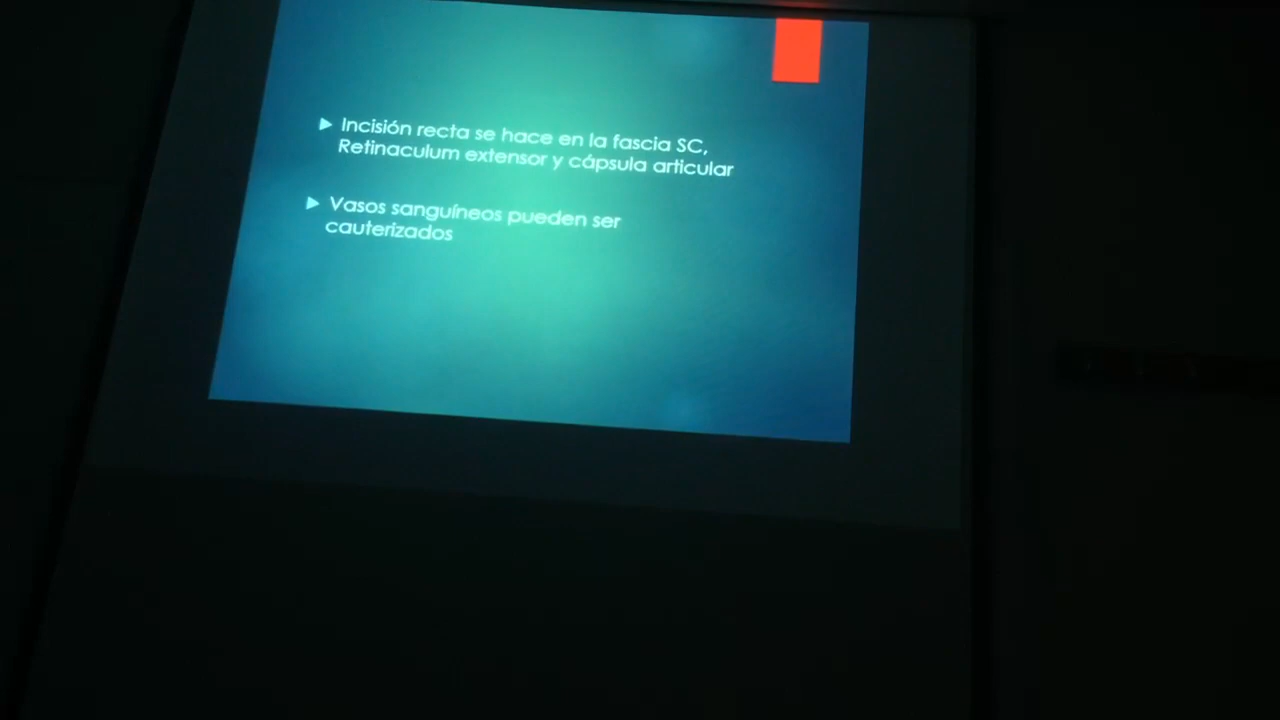 Incisión recta se hace en la fascia SC,
Retinaculum extensor y cápsula articular
Vasos sanguíneos pueden ser
cauterizados